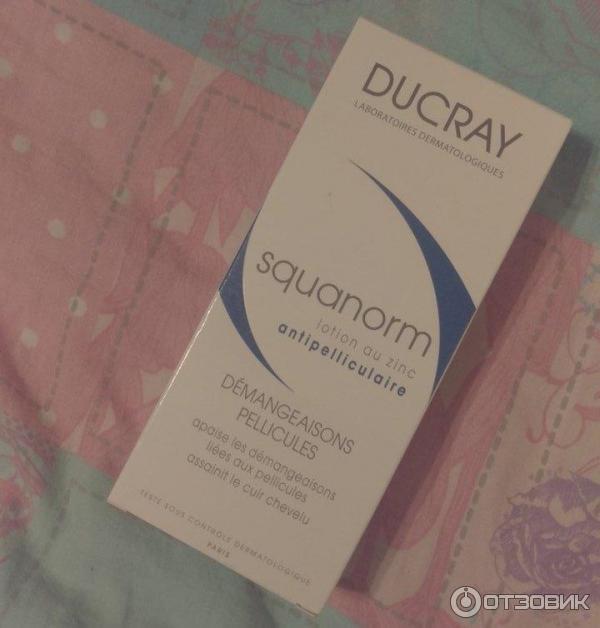 DUCRAY
LABORATOIRES DERMATOLOGIQUES
squanorm
lotion au zinc
antipelliculaire
DÉMANGEAISONS
PELLICULES
apaise les démangeaisons
liées aux pellicules
assainit le cuir chevelu
TESTÉ SOUS CONTRÔLE DERMATOLOGIQUE
PARIS
ОТЗОВИК